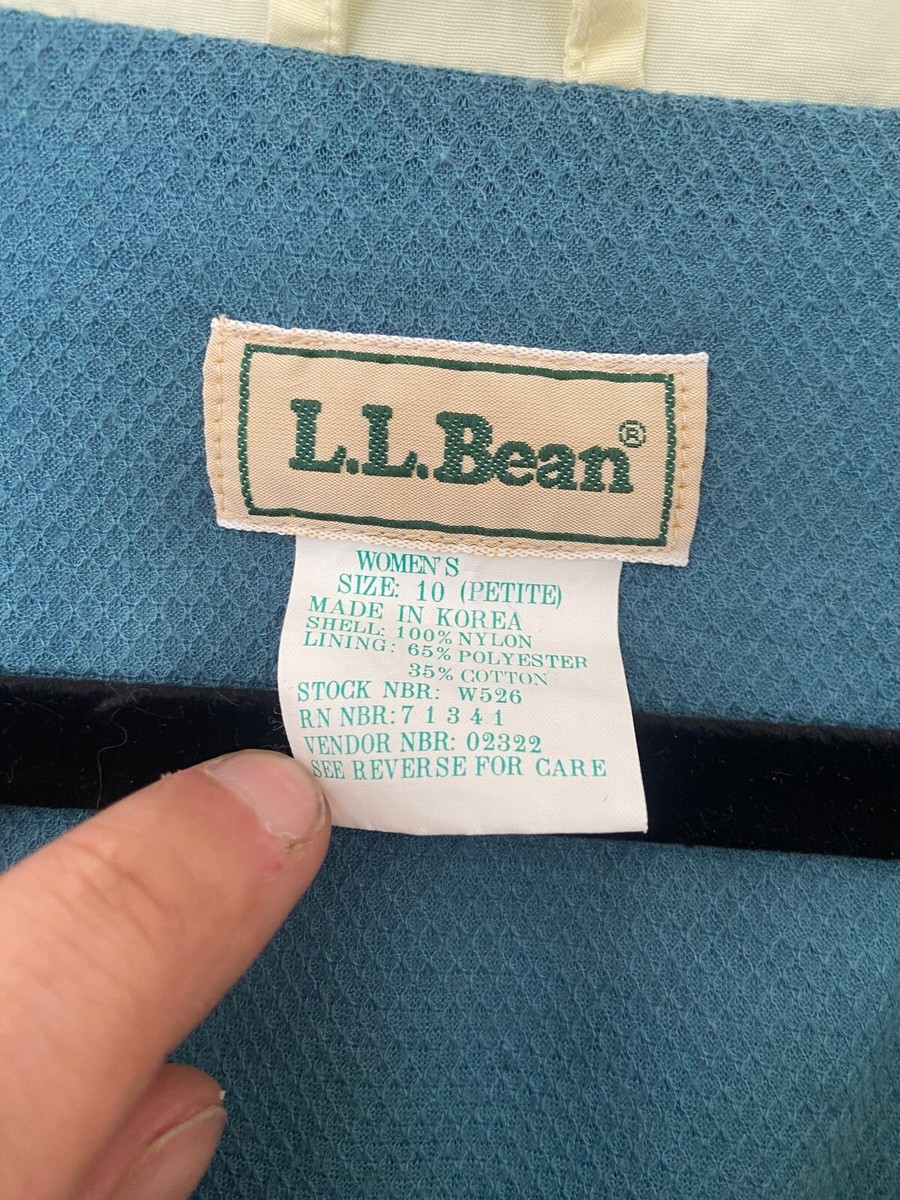 L.L.Bean®
WOMEN'S
SIZE: 10 (PETITE)
MADE IN KOREA
SHELL: 100% NYLON
LINING: 65% POLYESTER
35% COTTON
STOCK NBR: W526
RN NBR: 71341
VENDOR NBR: 02322
SEE REVERSE FOR CARE